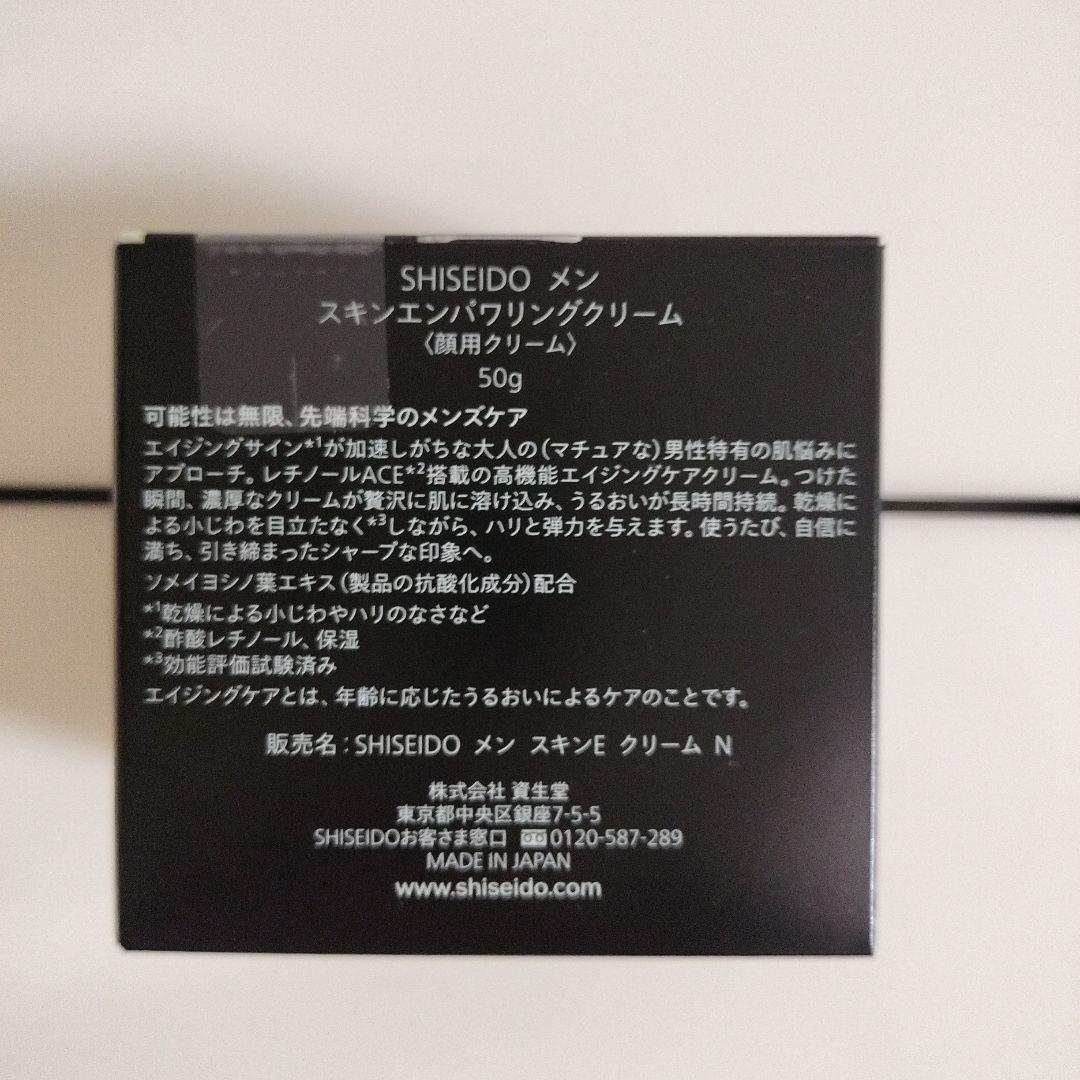 SHISEIDO メン
スキンエンパワリングクリーム
〈顔用クリーム〉
50g
可能性は無限、先端科学のメンズケア
エイジングサイン*1が加速しがちな大人の(マチュアな)男性特有の肌悩みに
アプローチ。レチノールACE*2搭載の高機能エイジングケアクリーム。つけた
瞬間、濃厚なクリームが贅沢に肌に溶け込み、うるおいが長時間持続。乾燥に
よる小じわを目立たなく*3しながら、ハリと弾力を与えます。使うたび、自信に
満ち、引き締まったシャープな印象へ。
ソメイヨシノ葉エキス(製品の抗酸化成分)配合
*1乾燥による小じわやハリのなさなど
*2酢酸レチノール、保湿
*3効能評価試験済み
エイジングケアとは、年齢に応じたうるおいによるケアのことです。
販売名:SHISEIDO メン スキンE クリーム N
株式会社 資生堂
東京都中央区銀座7-5-5
SHISEIDOお客さま窓口 0120-587-289
MADE IN JAPAN
www.shiseido.com